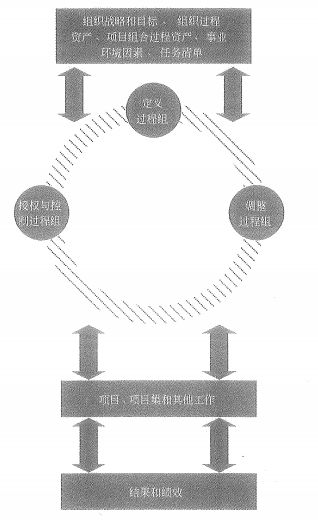 组织战略和目标、组织过程
资产、项目组合过程资产、事业
环境因素、任务清单
定义
过程组
授权与控
制过程组
调整
过程组
项目、项目集和其他工作
结果和绩效